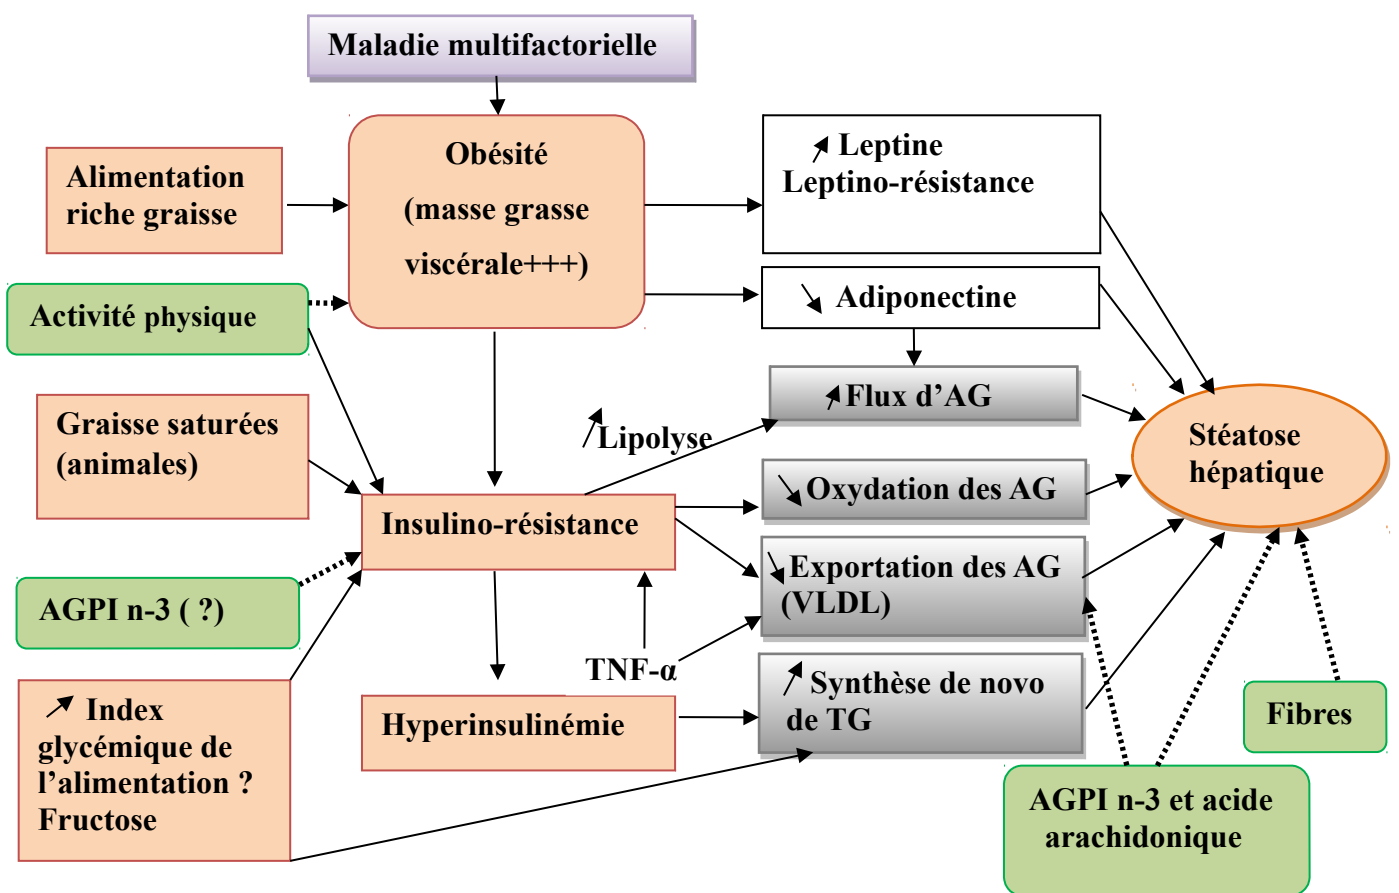 Maladie multifactorielle
Obésité
(masse grasse
viscérale+++)
Alimentation
riche graisse
Leptine
Leptino-résistance
Adiponectine
Activité physique
Flux d’AG
Graisse saturées
(animales)
Lipolyse
Stéatose
hépatique
Oxydation des AG
Insulino-résistance
Exportation des AG
(VLDL)
AGPI n-3 ( ?)
TNF-α
Synthèse de novo
de TG
Index
glycémique de
l’alimentation ?
Fructose
Hyperinsulinémie
Fibres
AGPI n-3 et acide
arachidonique